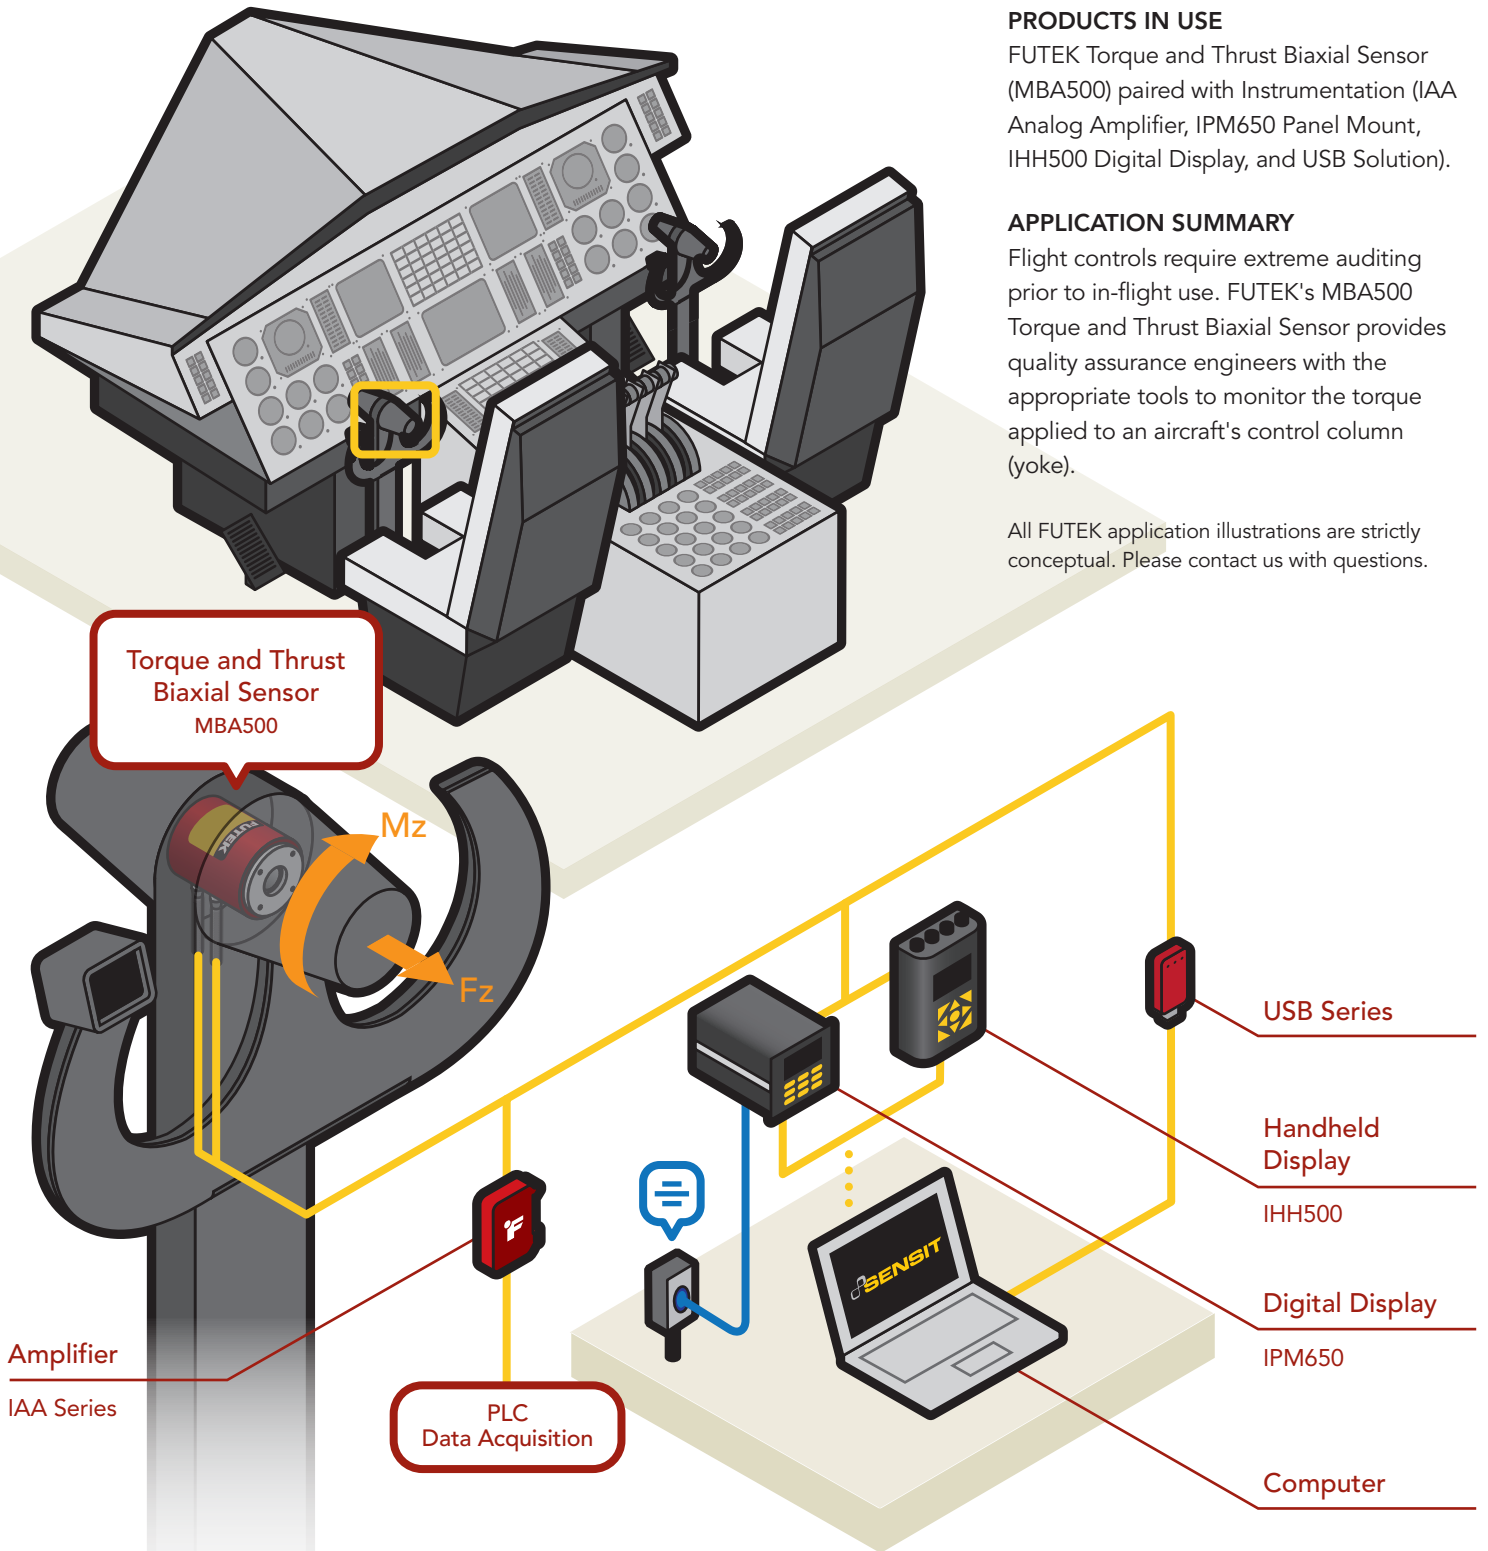 PRODUCTS IN USE
FUTEK Torque and Thrust Biaxial Sensor
(MBA500) paired with Instrumentation (IAA
Analog Amplifier, IPM650 Panel Mount,
IHH500 Digital Display, and USB Solution).
APPLICATION SUMMARY
Flight controls require extreme auditing
prior to in-flight use. FUTEK's MBA500
Torque and Thrust Biaxial Sensor provides
quality assurance engineers with the
appropriate tools to monitor the torque
applied to an aircraft's control column
(yoke).
All FUTEK application illustrations are strictly
conceptual. Please contact us with questions.
Torque and Thrust
Biaxial Sensor
MBA500
FUTEK
Mz
Fz
USB Series
Handheld
Display
IHH500
Digital Display
IPM650
Computer
SENSIT
F
Amplifier
IAA Series
PLC
Data Acquisition